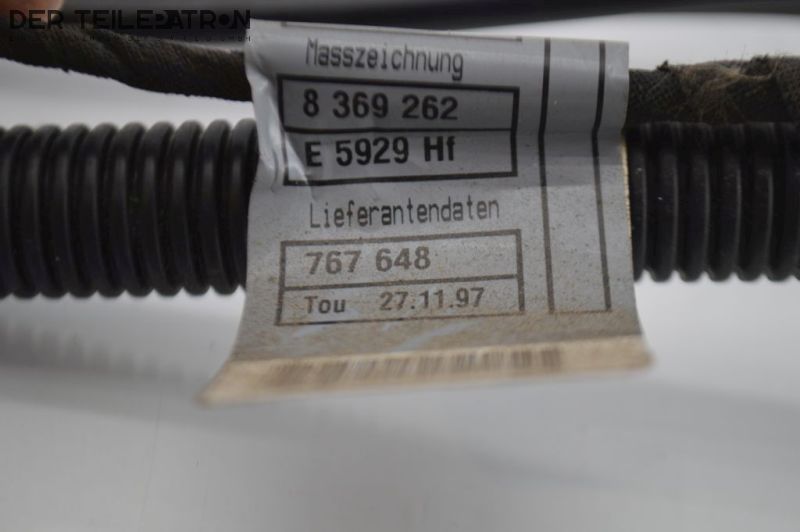 DER TEILEPATRON
Masszeichnung
8 369 262
E 5929 Hf
Lieferantendaten
767 648
Tou 27.11.97